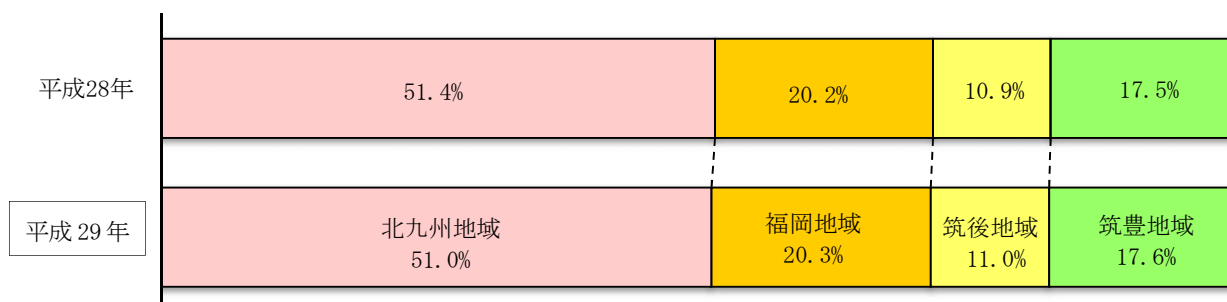 平成28年
51.4%
20.2%
10.9%
17.5%
平成 29 年
北九州地域
51.0%
福岡地域
20.3%
筑後地域
11.0%
筑豊地域
17.6%